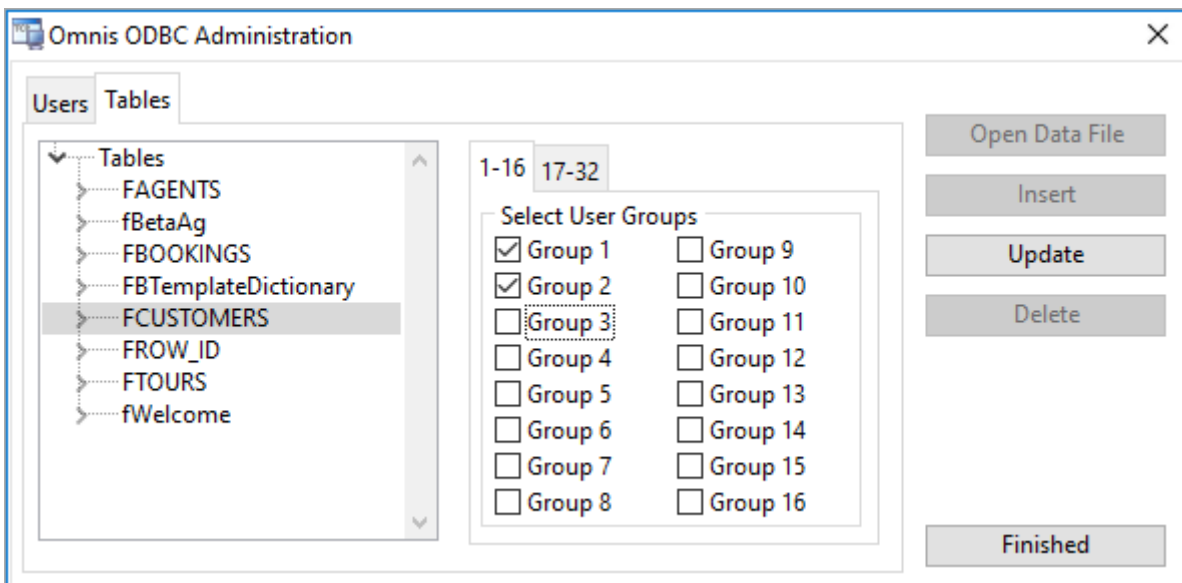 Omnis ODBC Administration
Users
Tables
Tables
FAGENTS
fBetaAg
FBOOKINGS
FBTemplateDictionary
FCUSTOMERS
FROW_ID
FTOURS
fWelcome
1-16
17-32
Select User Groups
Group 1
Group 2
Group 3
Group 4
Group 5
Group 6
Group 7
Group 8
Group 9
Group 10
Group 11
Group 12
Group 13
Group 14
Group 15
Group 16
Open Data File
Insert
Update
Delete
Finished